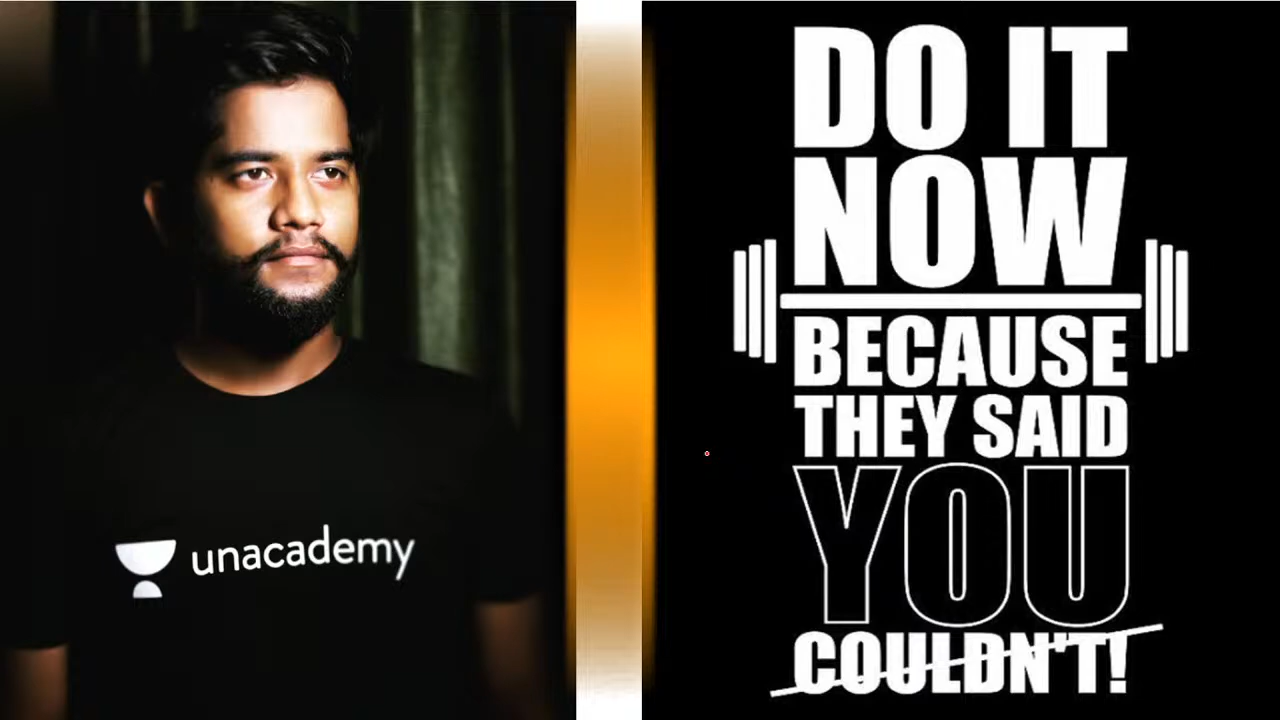 unacademy
DO IT
NOW
BECAUSE
THEY SAID
YOU
COULDN'T!